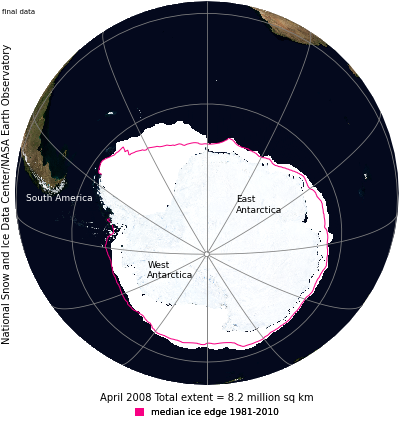 final data
National Snow and Ice Data Center/NASA Earth Observatory
South America
East
Antarctica
West
Antarctica
April 2008 Total extent = 8.2 million sq km
median ice edge 1981-2010